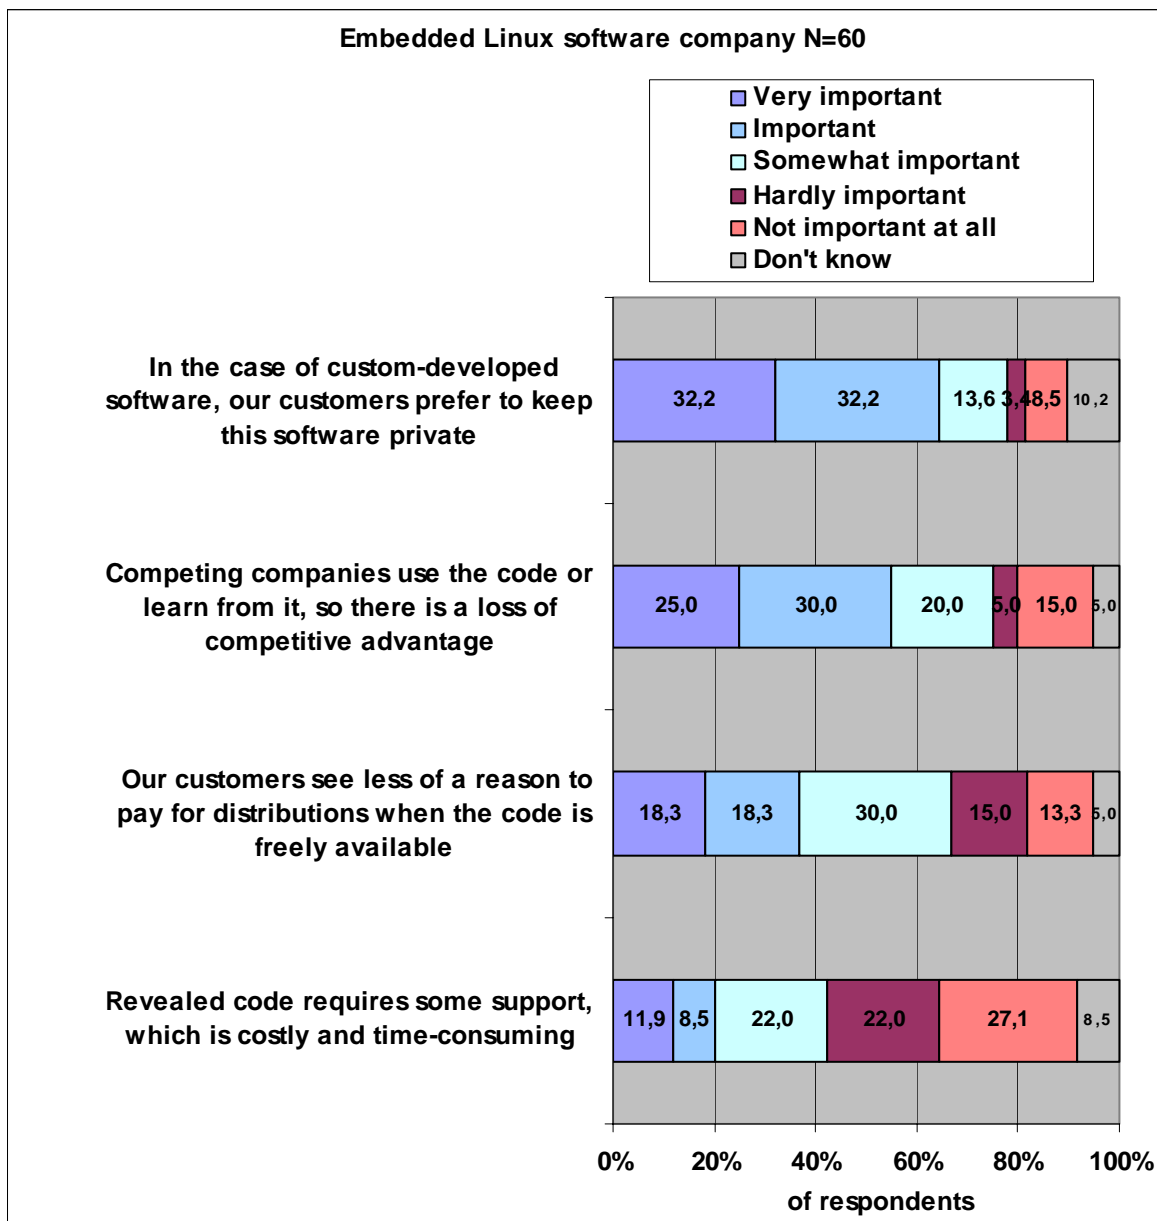 Embedded Linux software company N=60
Very important
Important
Somewhat important
Hardly important
Not important at all
Don't know
In the case of custom-developed
software, our customers prefer to keep
this software private
32,2 32,2 13,6 3,4 8,5 10,2
Competing companies use the code or
learn from it, so there is a loss of
competitive advantage
25,0 30,0 20,0 5,0 15,0 5,0
Our customers see less of a reason to
pay for distributions when the code is
freely available
18,3 18,3 30,0 15,0 13,3 5,0
Revealed code requires some support,
which is costly and time-consuming
11,9 8,5 22,0 22,0 27,1 8,5
0% 20% 40% 60% 80% 100%
of respondents